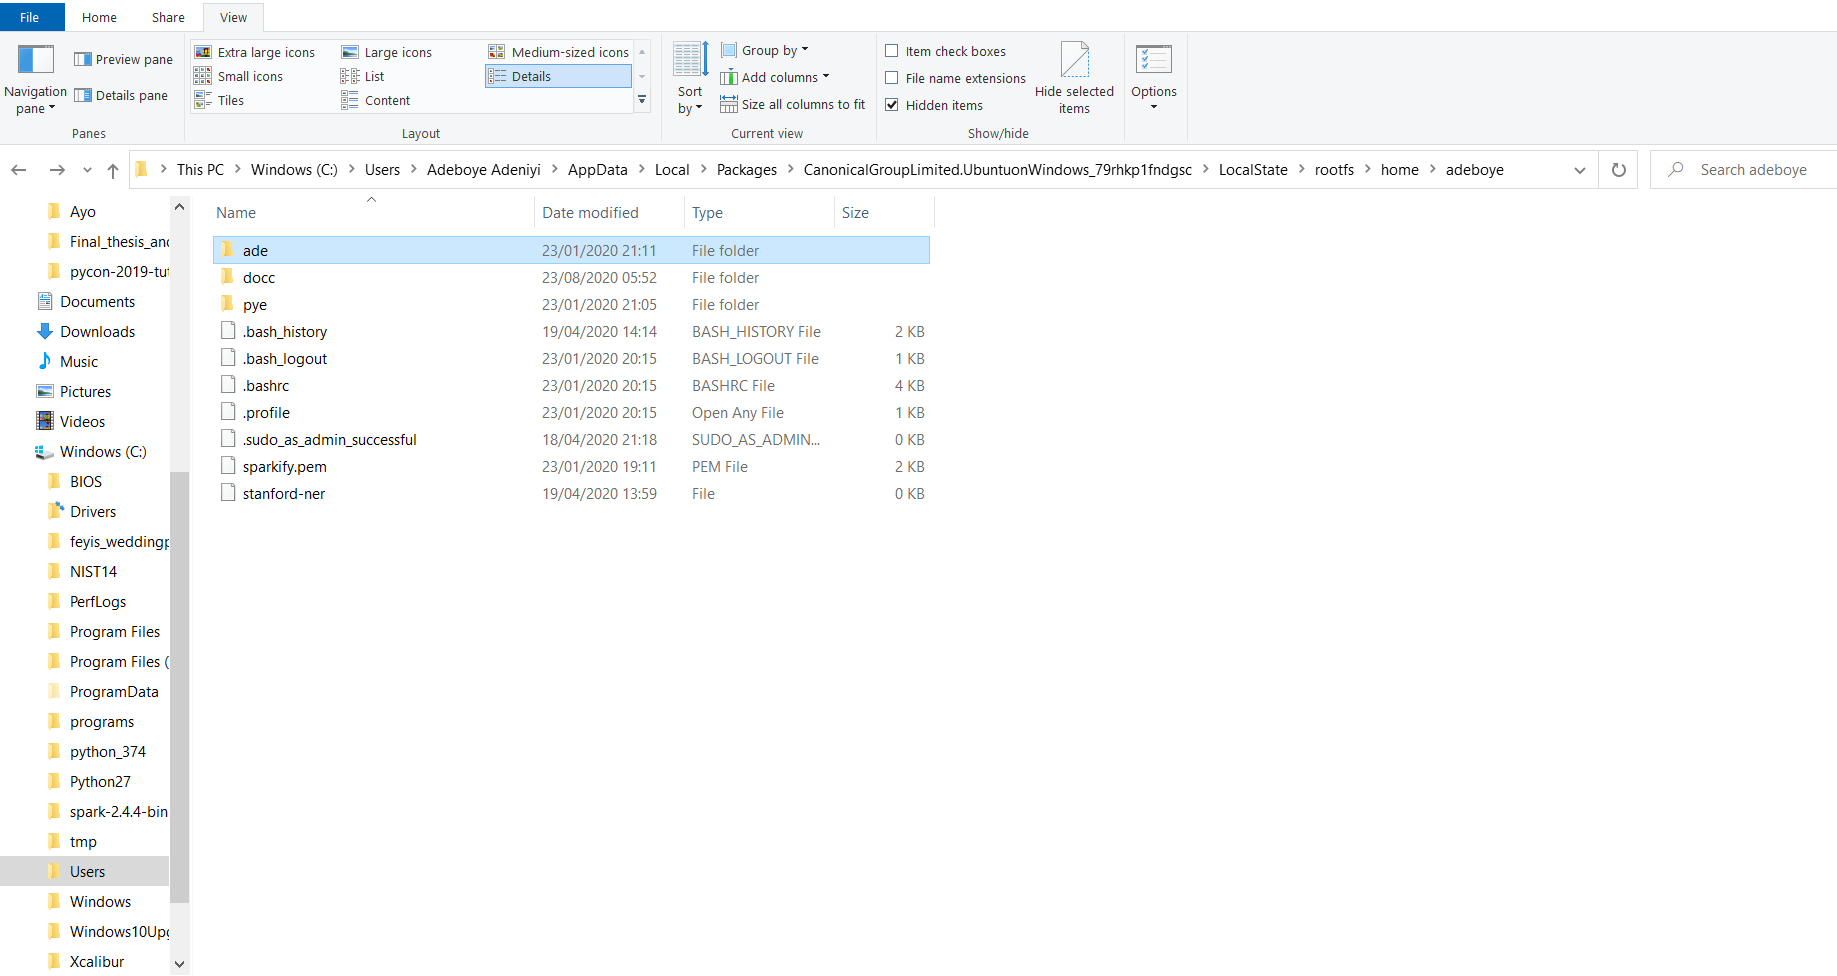 File Home Share View
Navigation pane
Preview pane
Details pane
Panes
Extra large icons Large icons Medium-sized icons
Small icons List Details
Tiles Content
Layout
Sort by
Group by
Add columns
Size all columns to fit
Current view
Item check boxes
File name extensions
Hidden items
Hide selected items
Show/hide
Options
This PC Windows (C:) Users Adeboye Adeniyi AppData Local Packages CanonicalGroupLimited.UbuntuonWindows_79rhkp1fndgsc LocalState rootfs home adeboye
Search adeboye
Ayo
Final_thesis_and
pycon-2019-tut
Documents
Downloads
Music
Pictures
Videos
Windows (C:)
BIOS
Drivers
feyis_weddingp
NIST14
PerfLogs
Program Files
Program Files (
ProgramData
programs
python_374
Python27
spark-2.4.4-bin
tmp
Users
Windows
Windows10Upg
Xcalibur
Name Date modified Type Size
ade 23/01/2020 21:11 File folder
docc 23/08/2020 05:52 File folder
pye 23/01/2020 21:05 File folder
.bash_history 19/04/2020 14:14 BASH_HISTORY File 2 KB
.bash_logout 23/01/2020 20:15 BASH_LOGOUT File 1 KB
.bashrc 23/01/2020 20:15 BASHRC File 4 KB
.profile 23/01/2020 20:15 Open Any File 1 KB
.sudo_as_admin_successful 18/04/2020 21:18 SUDO_AS_ADMIN... 0 KB
sparkify.pem 23/01/2020 19:11 PEM File 2 KB
stanford-ner 19/04/2020 13:59 File 0 KB